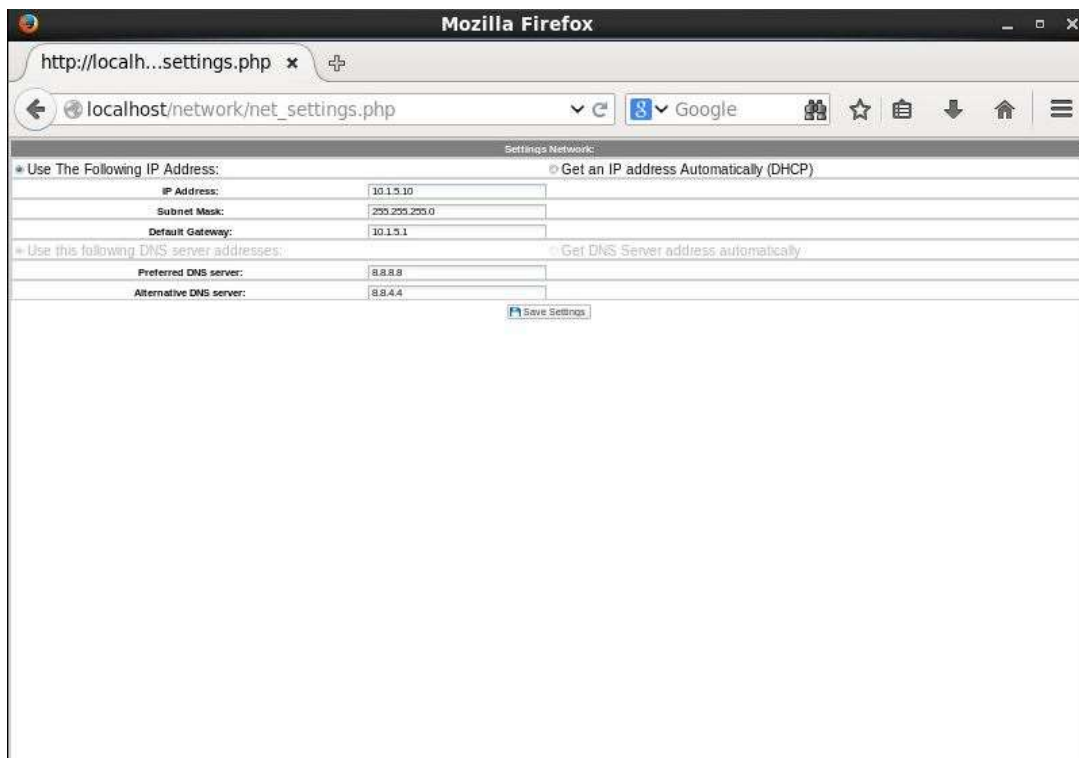 Mozilla Firefox
http://localh...settings.php
localhost/network/net_settings.php
Google
Settings Network:
Use The Following IP Address: Get an IP address Automatically (DHCP)
IP Address: 10.1.5.10
Subnet Mask: 255.255.255.0
Default Gateway: 10.1.5.1
Use this following DNS server addresses: Get DNS Server address automatically
Preferred DNS server: 8.8.8.8
Alternative DNS server: 8.8.4.4
Save Settings